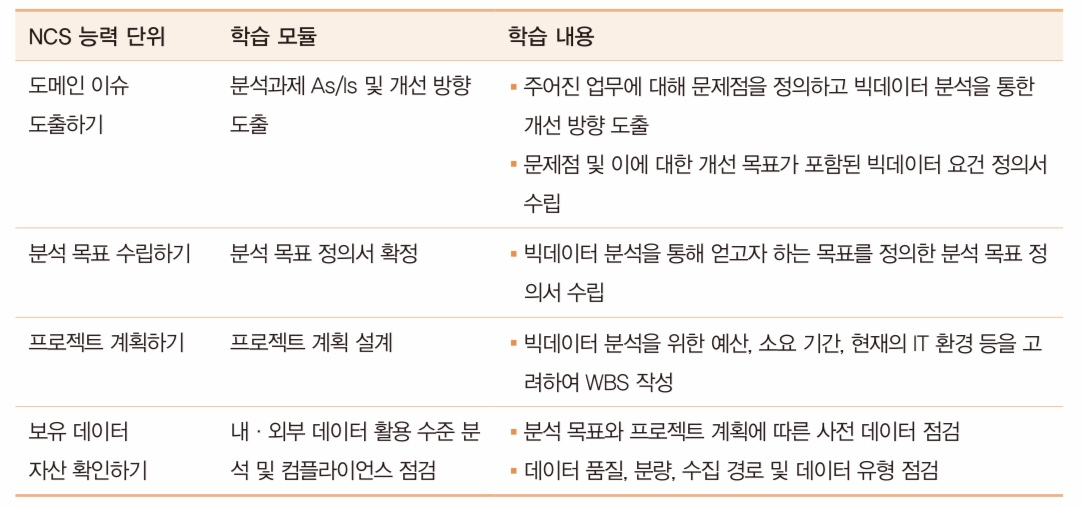 NCS 능력 단위 학습 모듈 학습 내용
도메인 이슈 분석과제 As/Is 및 개선 방향 ▪ 주어진 업무에 대해 문제점을 정의하고 빅데이터 분석을 통한
도출하기 도출 개선 방향 도출
▪ 문제점 및 이에 대한 개선 목표가 포함된 빅데이터 요건 정의서
수립
분석 목표 수립하기 분석 목표 정의서 확정 ▪ 빅데이터 분석을 통해 얻고자 하는 목표를 정의한 분석 목표 정
의서 수립
프로젝트 계획하기 프로젝트 계획 설계 ▪ 빅데이터 분석을 위한 예산, 소요 기간, 현재의 IT 환경 등을 고
려하여 WBS 작성
보유 데이터 내·외부 데이터 활용 수준 분 ▪ 분석 목표와 프로젝트 계획에 따른 사전 데이터 점검
자산 확인하기 석 및 컴플라이언스 점검 ▪ 데이터 품질, 분량, 수집 경로 및 데이터 유형 점검